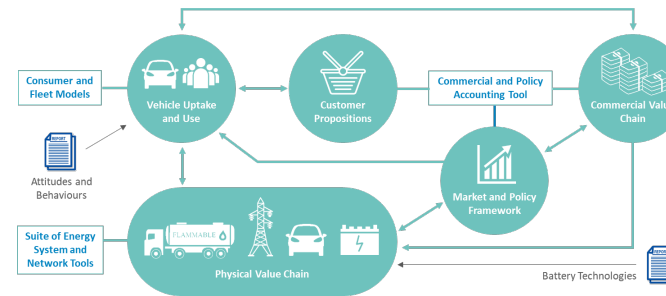 Consumer and
Fleet Models
Vehicle Uptake
and Use
Customer
Propositions
Commercial and Policy
Accounting Tool
Commercial Value
Chain
REPORT
Attitudes and
Behaviours
Market and Policy
Framework
Suite of Energy
System and
Network Tools
FLAMMABLE
Physical Value Chain
Battery Technologies
REPORT